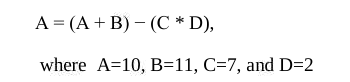 A = (A + B) − (C * D),
where A=10, B=11, C=7, and D=2